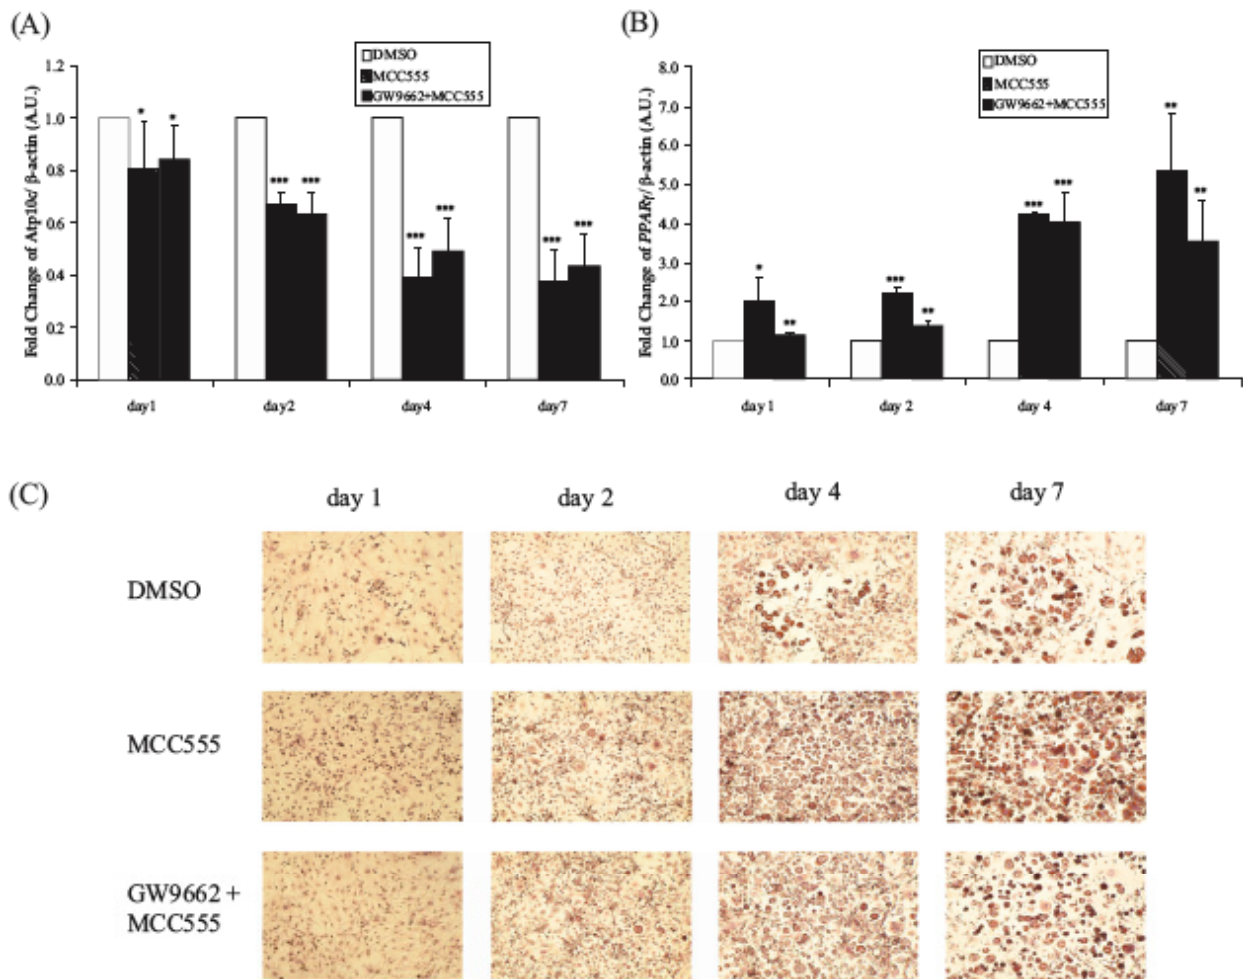 (A)
DMSO
MCC555
GW9662+MCC555
Fold Change of Atp10c/ β-actin (A.U.)
1.2
1.0
0.8
0.6
0.4
0.2
0.0
* *
*** ***
*** ***
*** ***
day1 day2 day4 day7
(B)
DMSO
MCC555
GW9662+MCC555
Fold Change of PPARγ/ β-actin (A.U.)
8.0
7.0
6.0
5.0
4.0
3.0
2.0
1.0
0.0
* **
*** **
*** ***
** **
day 1 day 2 day 4 day 7
(C)
day 1 day 2 day 4 day 7
DMSO
MCC555
GW9662 +
MCC555